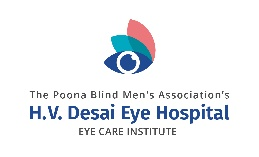 The Poona Blind Men's Association's
H.V. Desai Eye Hospital
EYE CARE INSTITUTE